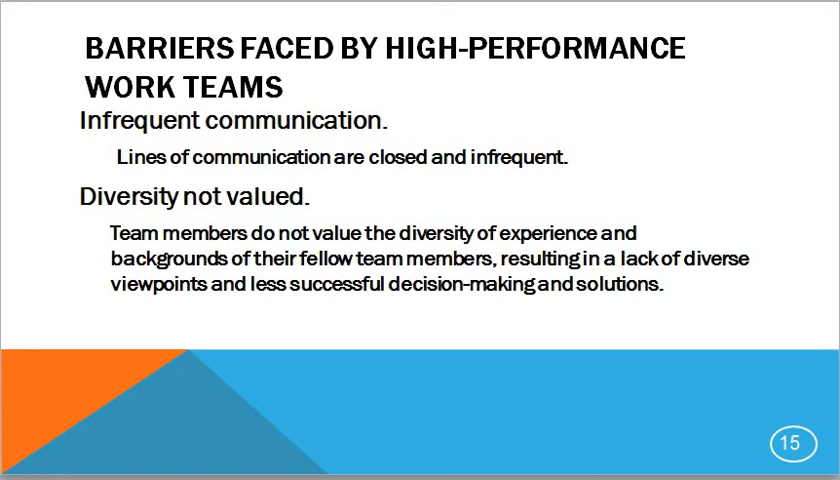 BARRIERS FACED BY HIGH-PERFORMANCE
WORK TEAMS
Infrequent communication.
Lines of communication are closed and infrequent.
Diversity not valued.
Team members do not value the diversity of experience and
backgrounds of their fellow team members, resulting in a lack of diverse
viewpoints and less successful decision-making and solutions.
15